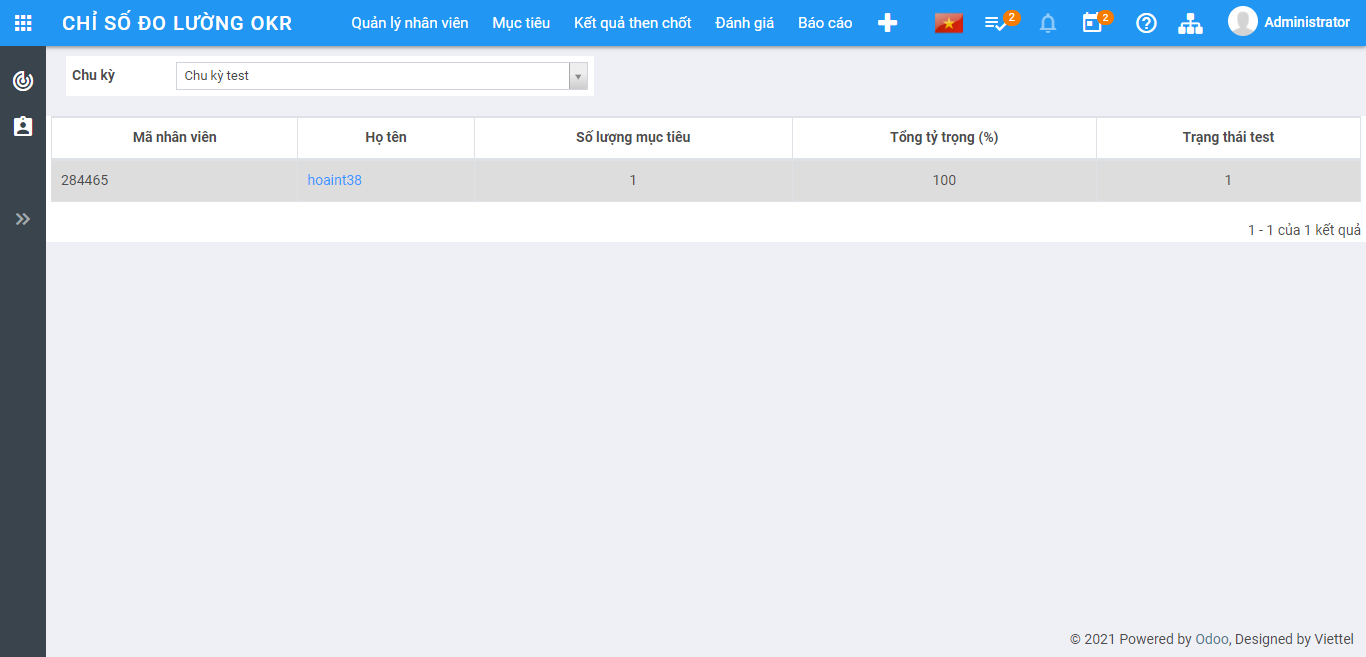 CHỈ SỐ ĐO LƯỜNG OKR Quản lý nhân viên Mục tiêu Kết quả then chốt Đánh giá Báo cáo 2 2 Administrator
Chu kỳ Chu kỳ test
Mã nhân viên Họ tên Số lượng mục tiêu Tổng tỷ trọng (%) Trạng thái test
284465 hoaint38 1 100 1
1 - 1 của 1 kết quả
© 2021 Powered by Odoo, Designed by Viettel